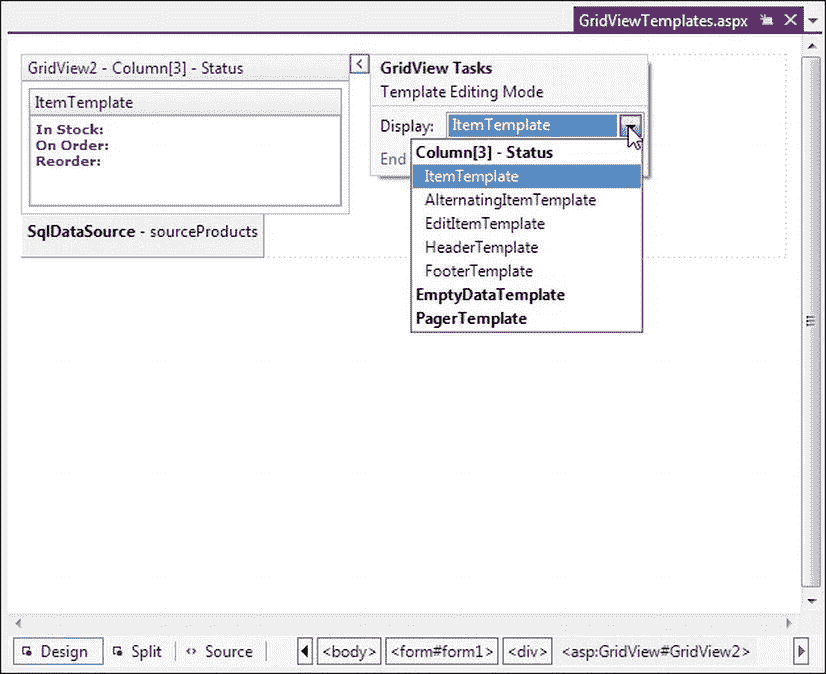 GridViewTemplates.aspx
GridView2 - Column[3] - Status
ItemTemplate
In Stock:
On Order:
Reorder:
SqlDataSource - sourceProducts
GridView Tasks
Template Editing Mode
Display: ItemTemplate
End
Column[3] - Status
ItemTemplate
AlternatingItemTemplate
EditItemTemplate
HeaderTemplate
FooterTemplate
EmptyDataTemplate
PagerTemplate
Design Split Source <body> <form#form1> <div> <asp:GridView#GridView2>